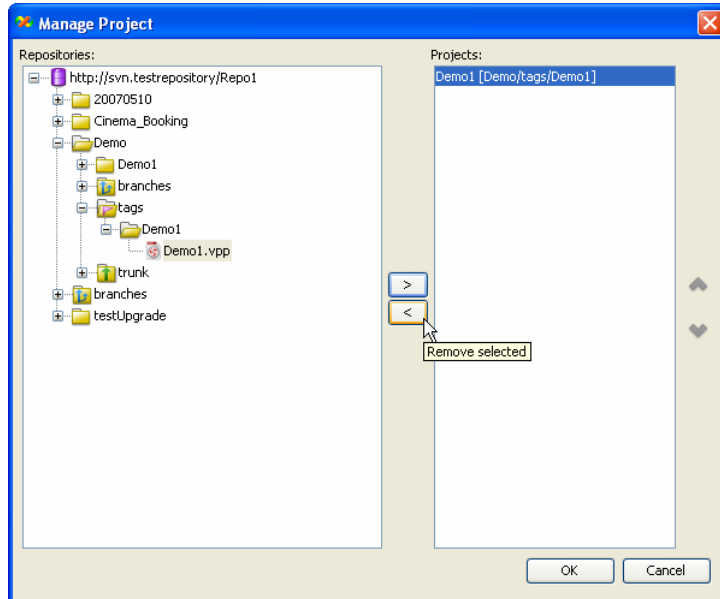 Manage Project
Repositories:
http://svn.testrepository/Repo1
20070510
Cinema_Booking
Demo
Demo1
branches
tags
Demo1
Demo1.vpp
trunk
branches
testUpgrade
>
<
Remove selected
Projects:
Demo1 [Demo/tags/Demo1]
OK
Cancel